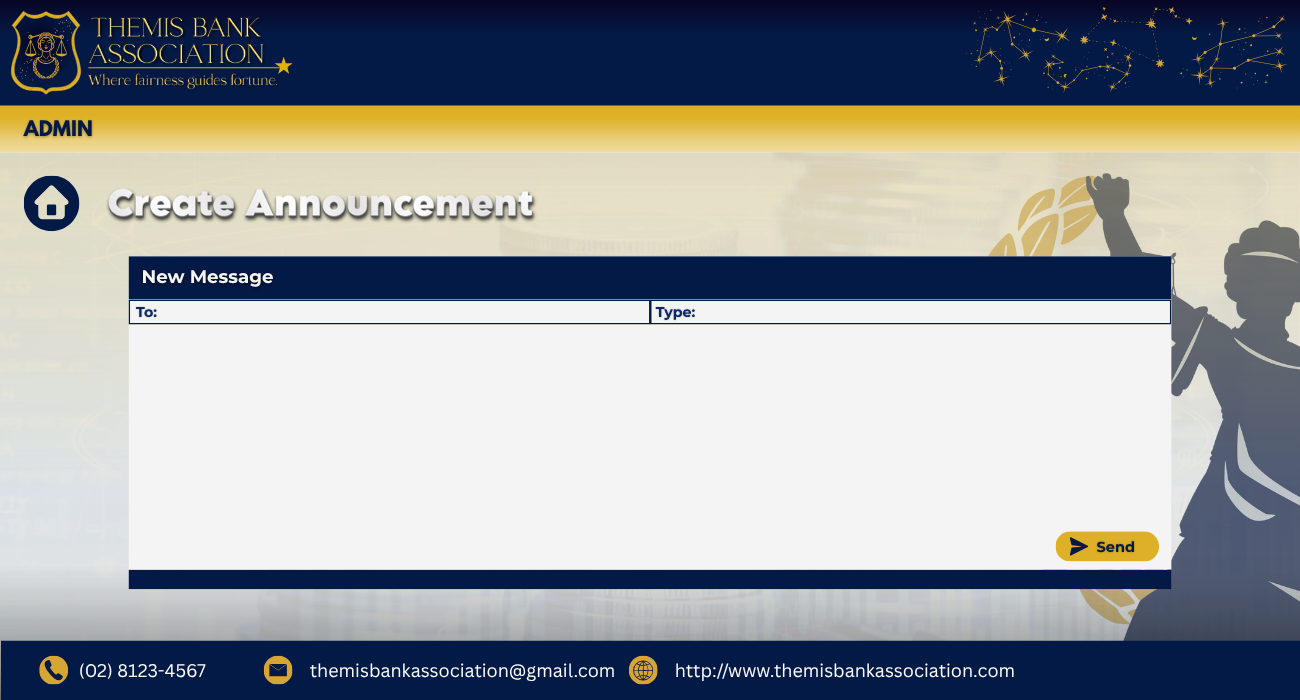 THEMIS BANK
ASSOCIATION
Where fairness guides fortune.
ADMIN
Create Announcement
New Message
To:
Type:
Send
(02) 8123-4567
themisbankassociation@gmail.com
http://www.themisbankassociation.com